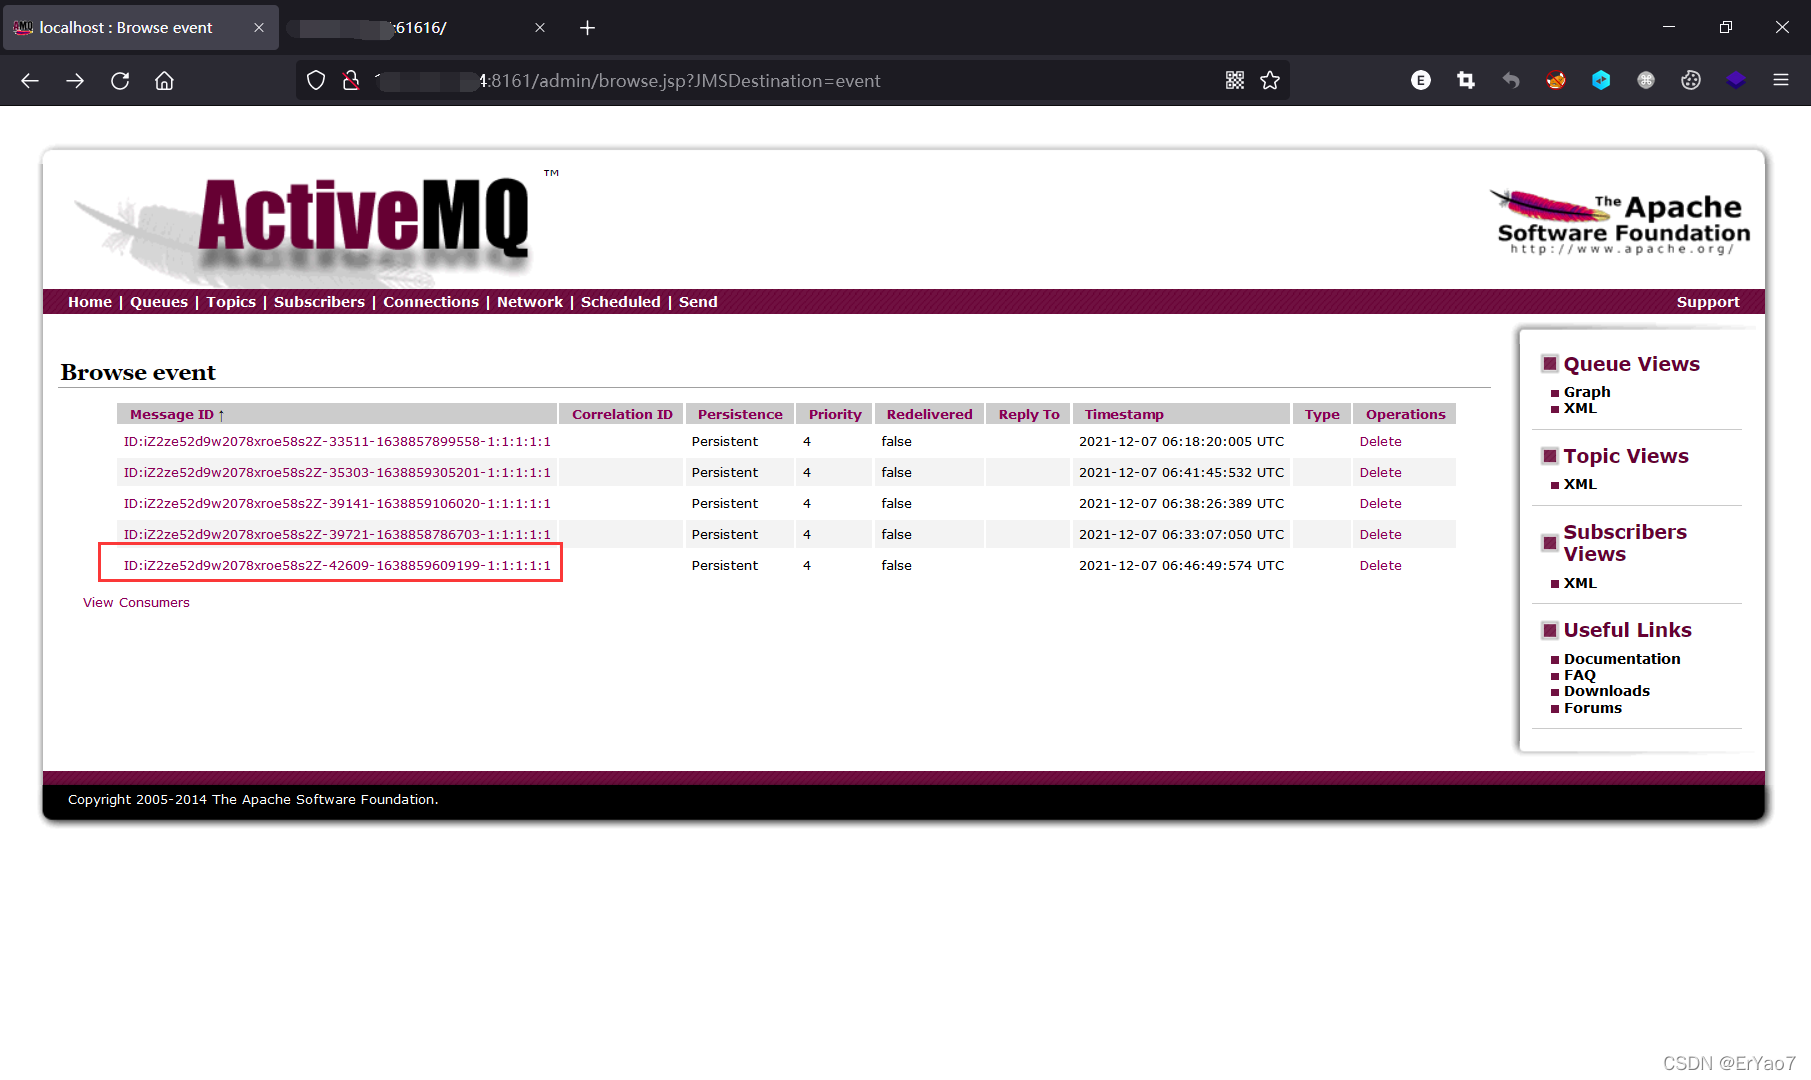 localhost : Browse event
:61616/
4:8161/admin/browse.jsp?JMSDestination=event
E
ActiveMQ ™
The Apache
Software Foundation
http://www.apache.org/
Home | Queues | Topics | Subscribers | Connections | Network | Scheduled | Send
Support
Browse event
Message ID ↑ Correlation ID Persistence Priority Redelivered Reply To Timestamp Type Operations
ID:iZ2ze52d9w2078xroe58s2Z-33511-1638857899558-1:1:1:1:1 Persistent 4 false 2021-12-07 06:18:20:005 UTC Delete
ID:iZ2ze52d9w2078xroe58s2Z-35303-1638859305201-1:1:1:1:1 Persistent 4 false 2021-12-07 06:41:45:532 UTC Delete
ID:iZ2ze52d9w2078xroe58s2Z-39141-1638859106020-1:1:1:1:1 Persistent 4 false 2021-12-07 06:38:26:389 UTC Delete
ID:iZ2ze52d9w2078xroe58s2Z-39721-1638858786703-1:1:1:1:1 Persistent 4 false 2021-12-07 06:33:07:050 UTC Delete
ID:iZ2ze52d9w2078xroe58s2Z-42609-1638859609199-1:1:1:1:1 Persistent 4 false 2021-12-07 06:46:49:574 UTC Delete
View Consumers
Queue Views
Graph
XML
Topic Views
XML
Subscribers
Views
XML
Useful Links
Documentation
FAQ
Downloads
Forums
Copyright 2005-2014 The Apache Software Foundation.
CSDN @ErYao7